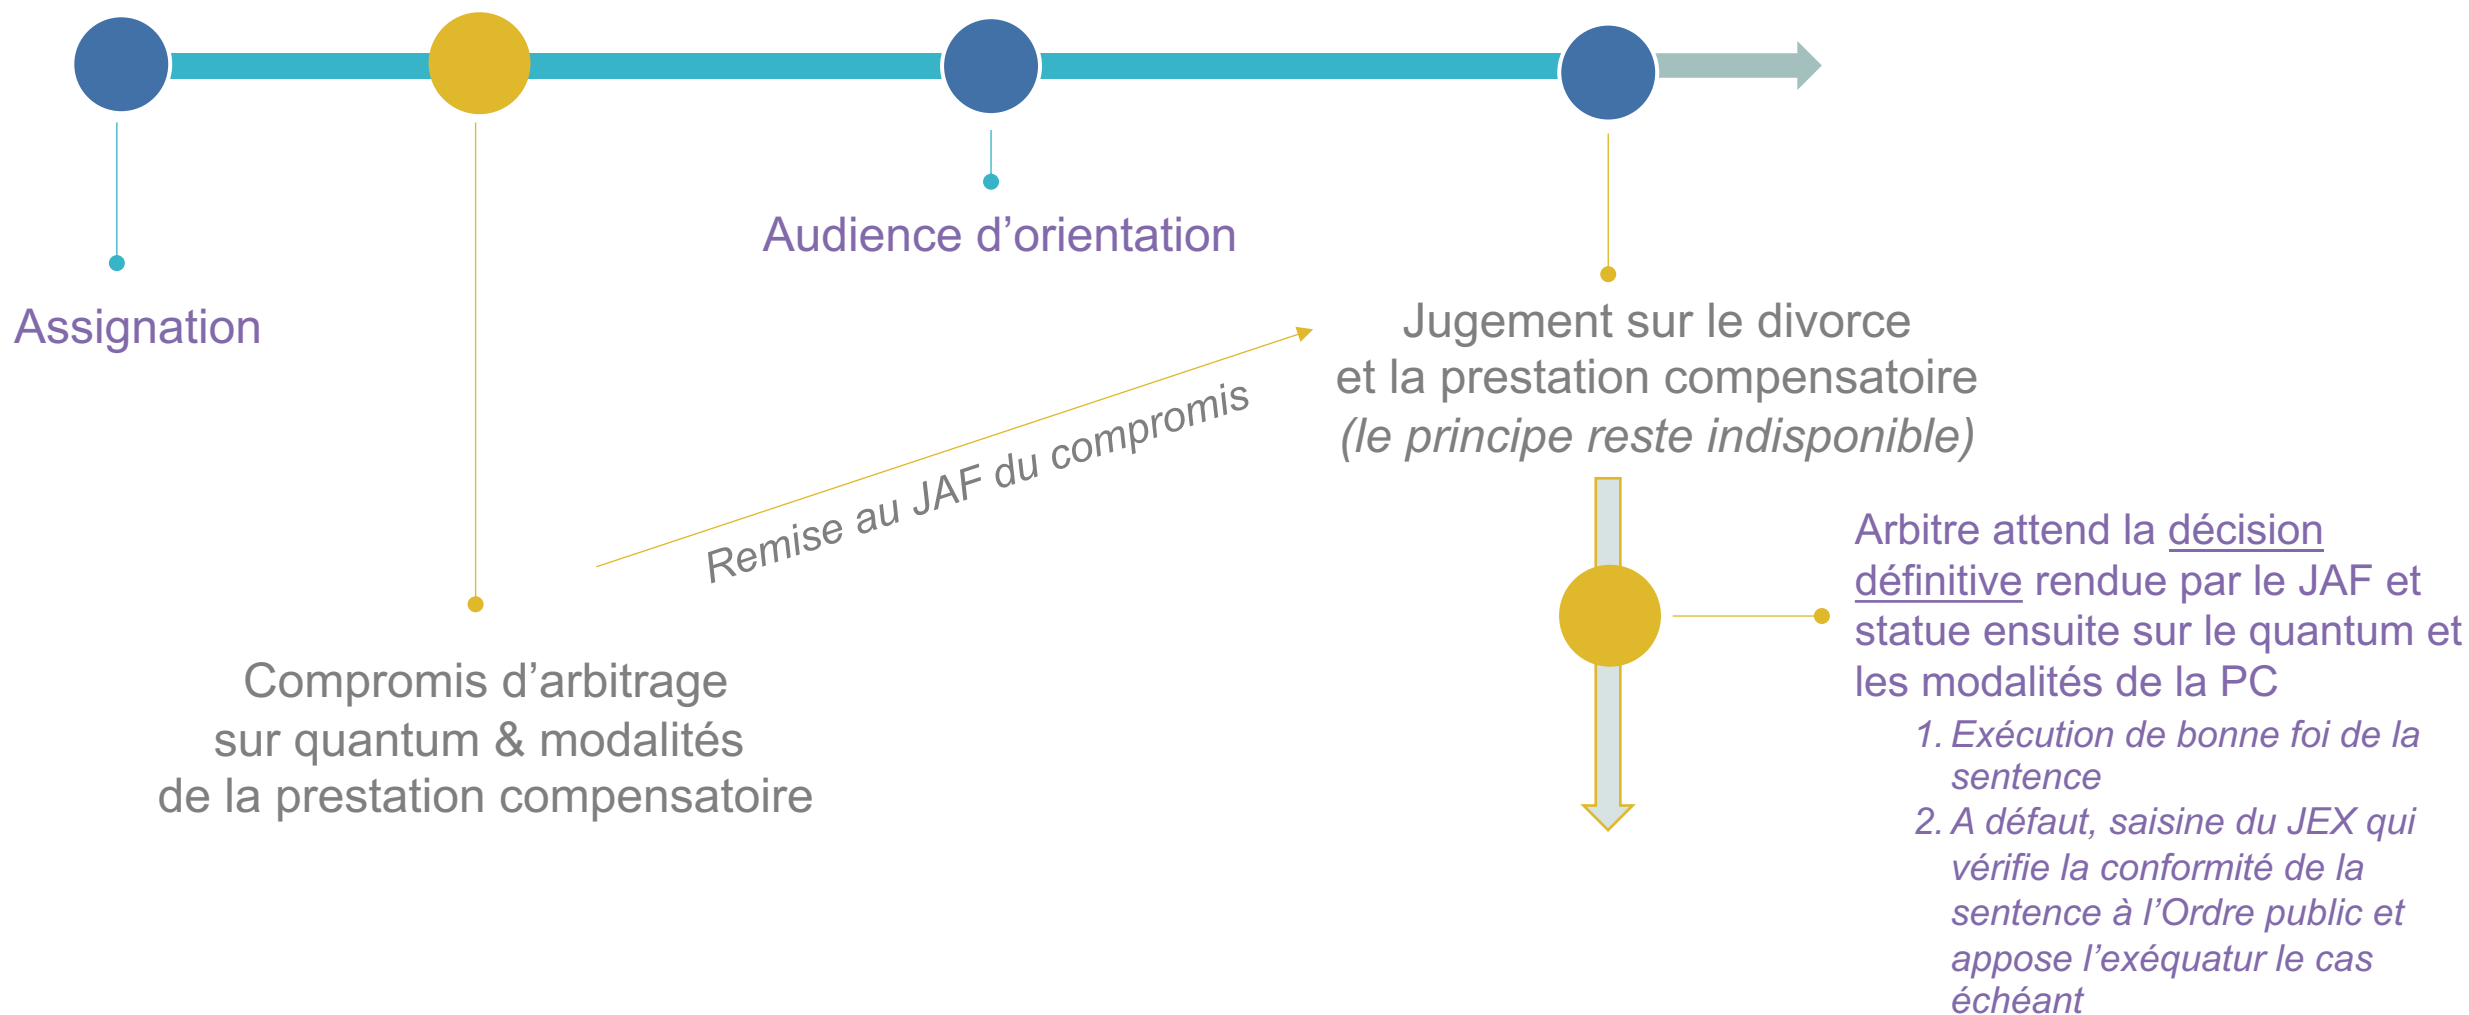 Assignation
Audience d’orientation
Compromis d’arbitrage
sur quantum & modalités
de la prestation compensatoire
Remise au JAF du compromis
Jugement sur le divorce
et la prestation compensatoire
(le principe reste indisponible)
Arbitre attend la décision
définitive rendue par le JAF et
statue ensuite sur le quantum et
les modalités de la PC
1. Exécution de bonne foi de la
sentence
2. A défaut, saisine du JEX qui
vérifie la conformité de la
sentence à l’Ordre public et
appose l’exéquatur le cas
échéant